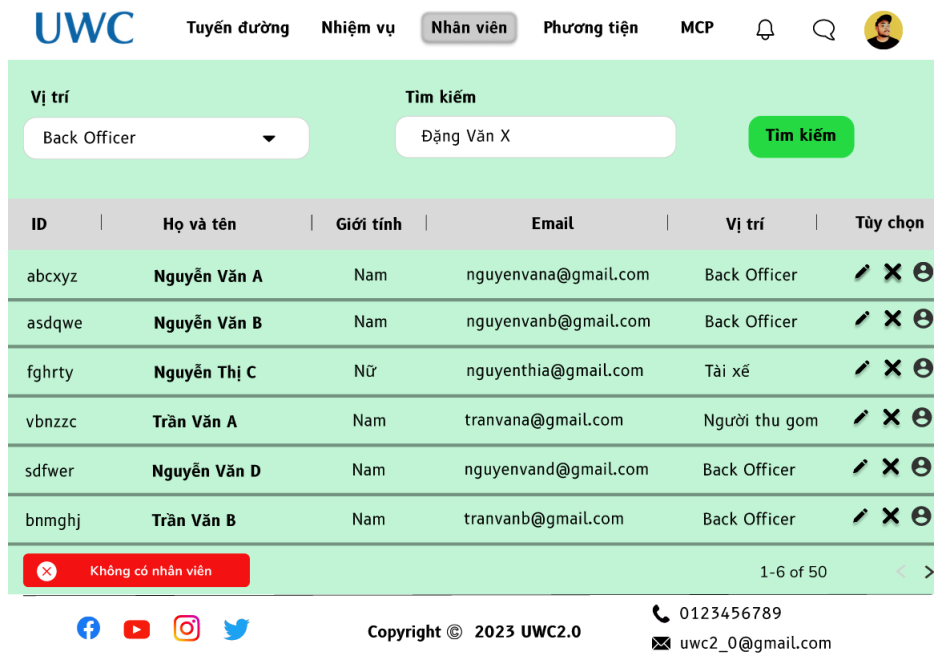 UWC Tuyến đường Nhiệm vụ Nhân viên Phương tiện MCP
Vị trí Tìm kiếm
Back Officer Đặng Văn X Tìm kiếm
ID Họ và tên Giới tính Email Vị trí Tùy chọn
abcxyz Nguyễn Văn A Nam nguyenvana@gmail.com Back Officer
asdqwe Nguyễn Văn B Nam nguyenvanb@gmail.com Back Officer
fghrty Nguyễn Thị C Nữ nguyenthia@gmail.com Tài xế
vbnzzc Trần Văn A Nam tranvana@gmail.com Người thu gom
sdfwer Nguyễn Văn D Nam nguyenvand@gmail.com Back Officer
bnmghj Trần Văn B Nam tranvanb@gmail.com Back Officer
Không có nhân viên 1-6 of 50
0123456789
Copyright © 2023 UWC2.0
uwc2_0@gmail.com